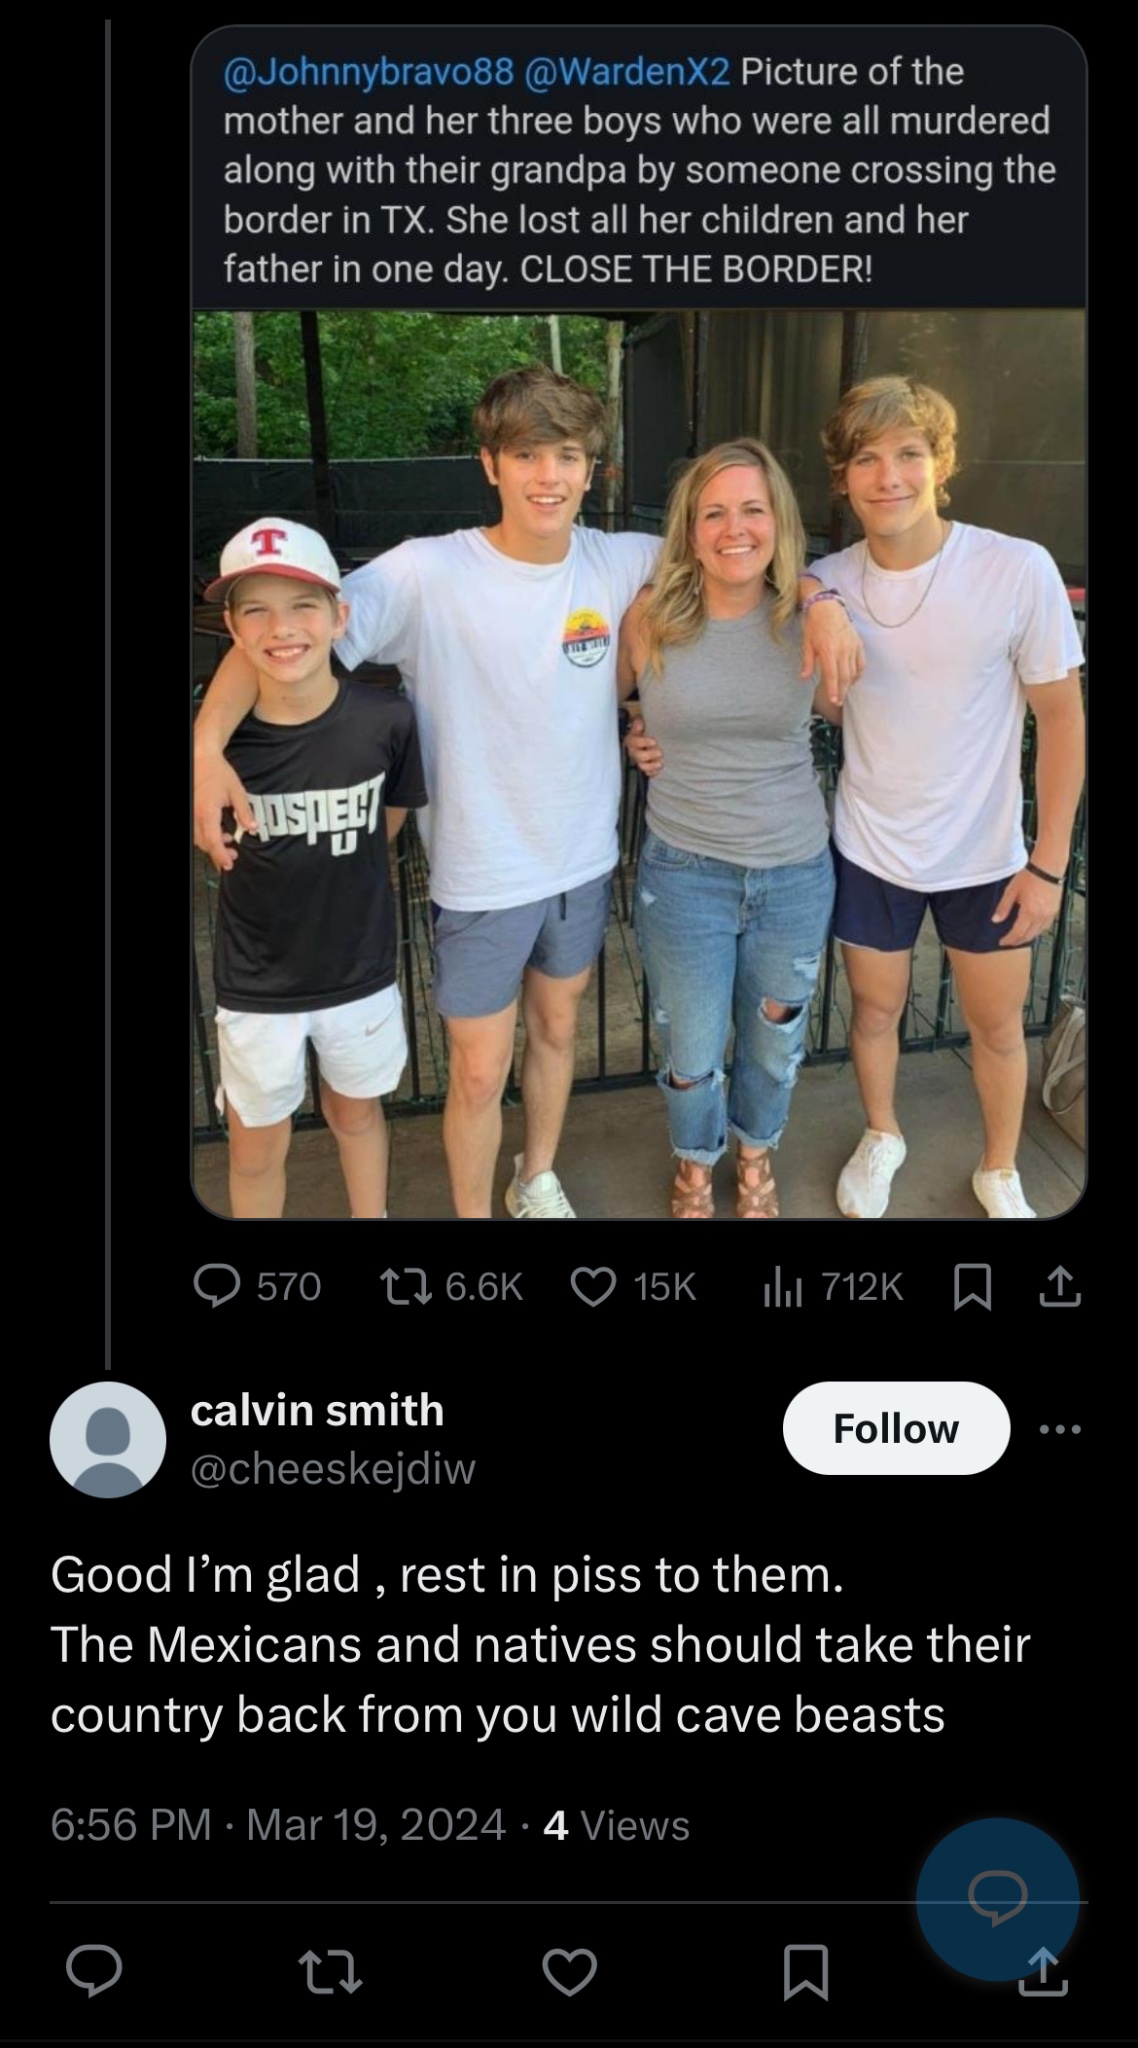 @Johnnybravo88 @WardenX2 Picture of the
mother and her three boys who were all murdered
along with their grandpa by someone crossing the
border in TX. She lost all her children and her
father in one day. CLOSE THE BORDER!
T
U
570 6.6K 15K 712K
calvin smith
Follow
@cheeskejdiw
Good I’m glad , rest in piss to them.
The Mexicans and natives should take their
country back from you wild cave beasts
6:56 PM · Mar 19, 2024 · 4 Views